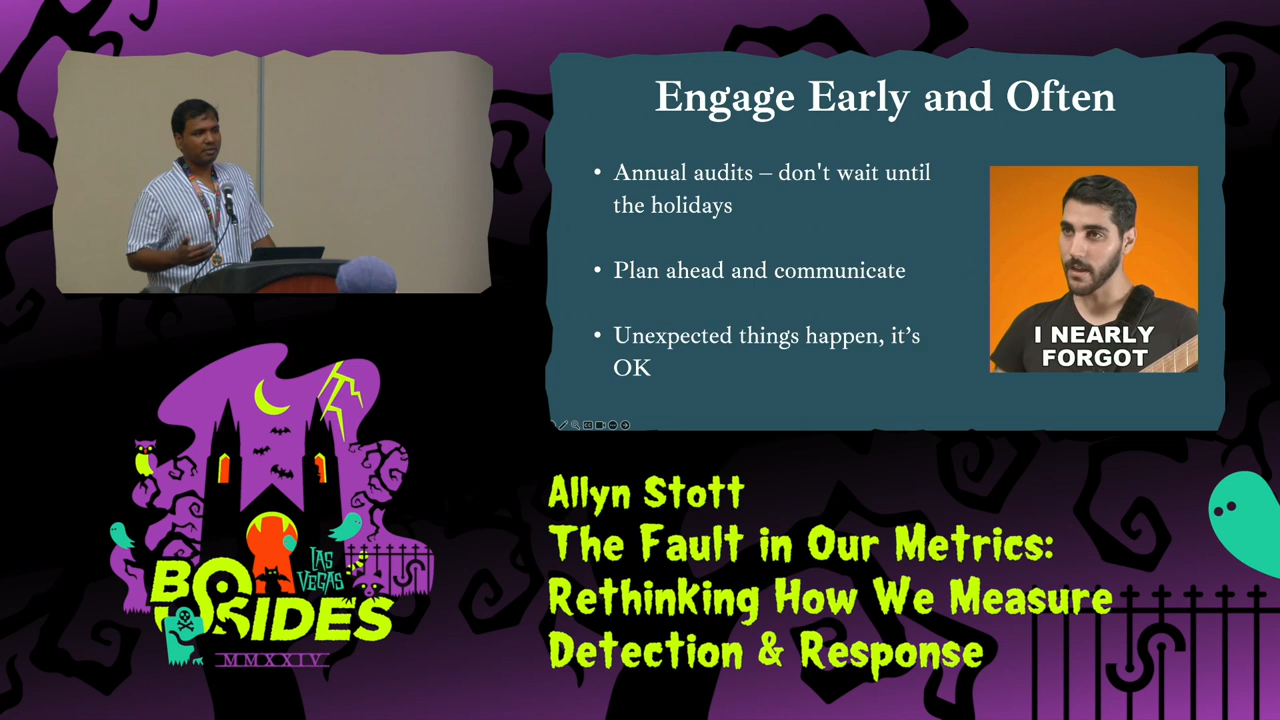 Engage Early and Often
• Annual audits – don't wait until
the holidays
• Plan ahead and communicate
• Unexpected things happen, it's
OK
I NEARLY
FORGOT
LAS
VEGAS
BSIDES
MMXXIV
Allyn Stott
The Fault in Our Metrics:
Rethinking How We Measure
Detection & Response